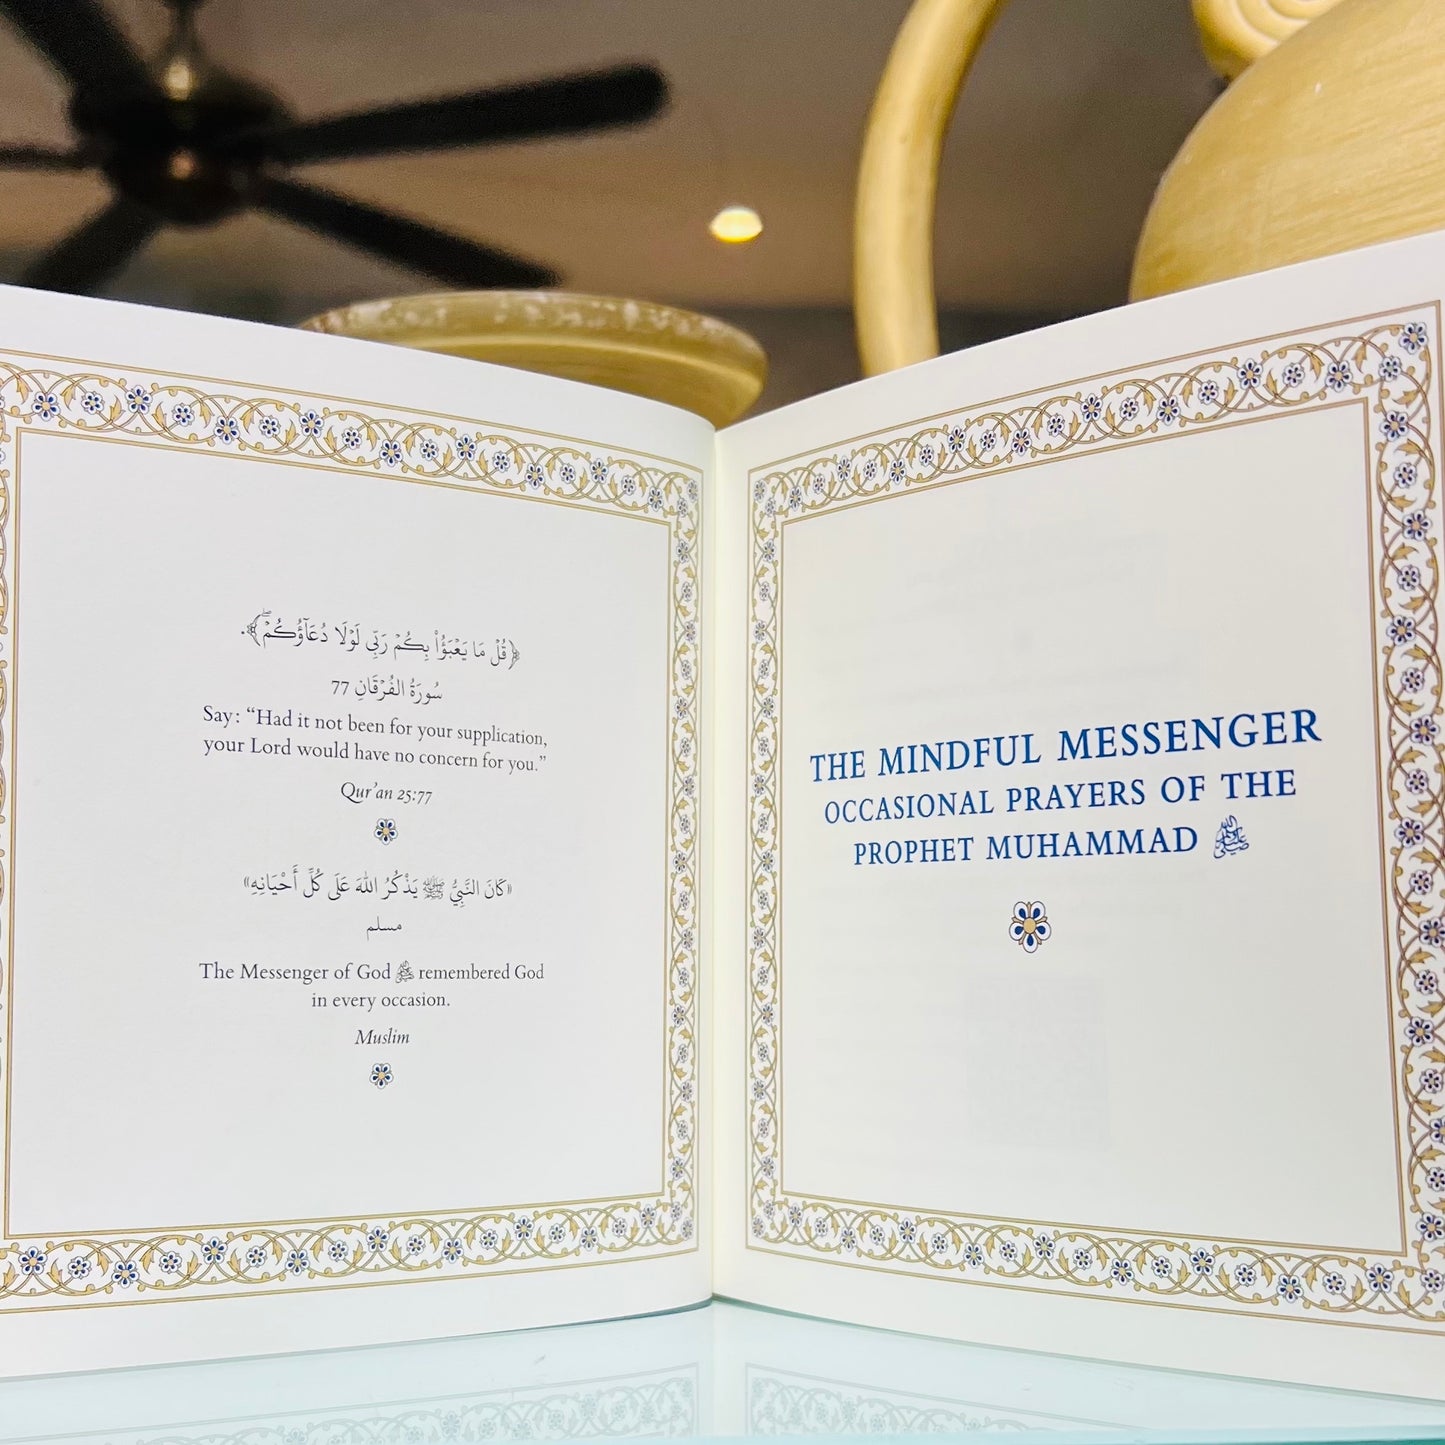 ﴿قُلْ مَا يَعْبَؤُا۟ بِكُمْ رَبِّى لَوْلَا دُعَآؤُكُمْ ۖ﴾.
سُورَةُ الفُرْقَانِ 77
Say: “Had it not been for your supplication,
your Lord would have no concern for you.”
Qur’an 25:77
«كَانَ النَّبِيُّ ﷺ يَذْكُرُ اللهَ عَلَى كُلِّ أَحْيَانِهِ»
مسلم
The Messenger of God ﷺ remembered God
in every occasion.
Muslim
THE MINDFUL MESSENGER
OCCASIONAL PRAYERS OF THE
PROPHET MUHAMMAD ﷺ